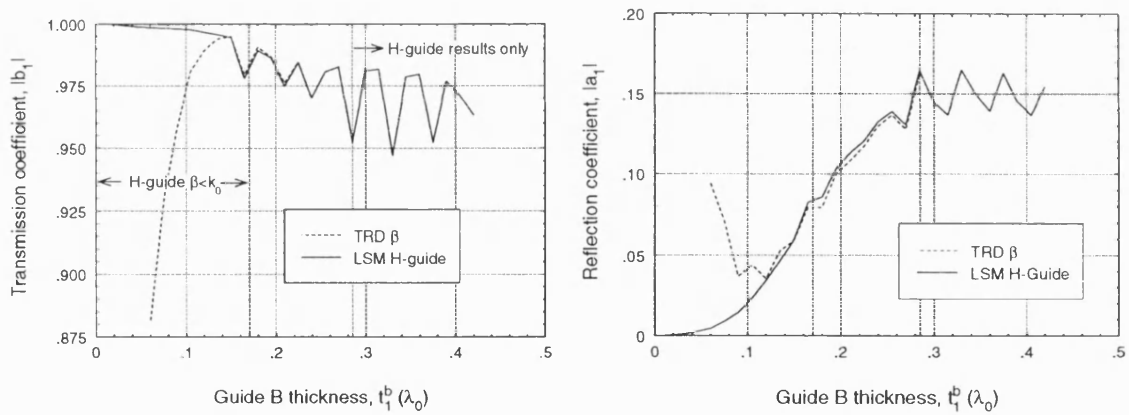 Transmission coefficient, |b₁|
1.000
.995
.990
.975
.950
.925
.900
.875
0
.1
.2
.3
.4
.5
H-guide results only
H-guide β<k₀
TRD β
LSM H-guide
Guide B thickness, t₁ᵇ (λ₀)
Reflection coefficient, |a₁|
.20
.15
.10
.05
0
0
.1
.2
.3
.4
.5
TRD β
LSM H-Guide
Guide B thickness, t₁ᵇ (λ₀)